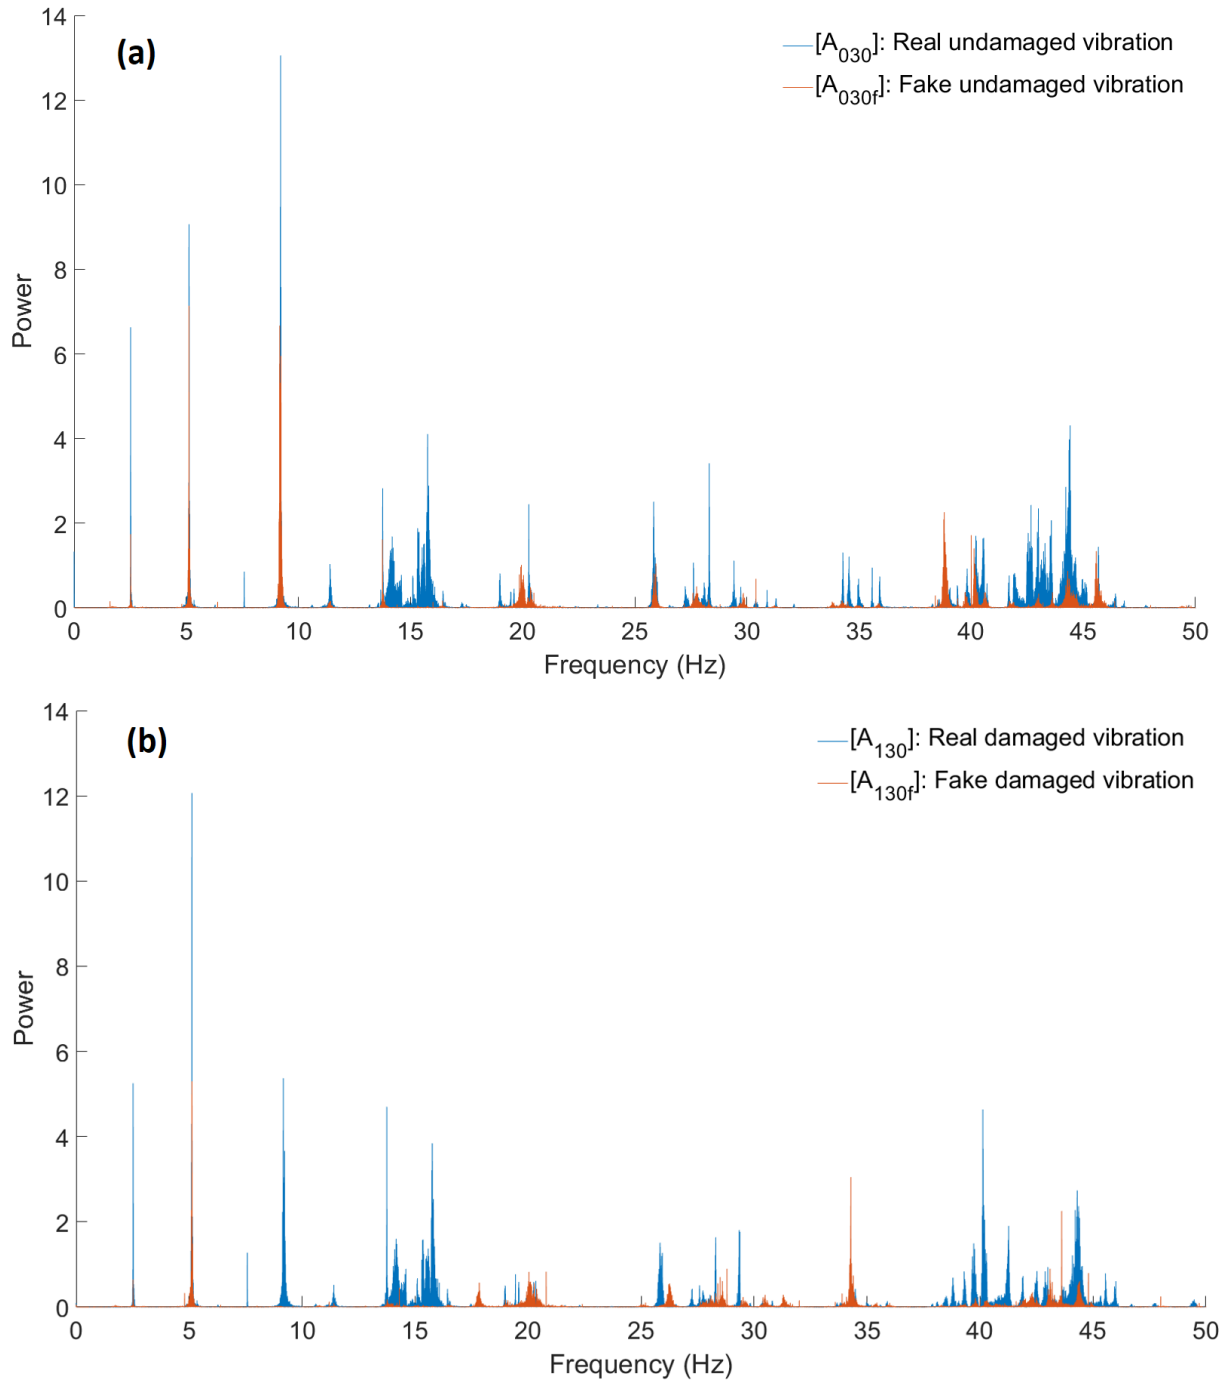 14
12
10
8
6
4
2
0
Power
(a)
[A030]: Real undamaged vibration
[A030f]: Fake undamaged vibration
0 5 10 15 20 25 30 35 40 45 50
Frequency (Hz)
14
12
10
8
6
4
2
0
Power
(b)
[A130]: Real damaged vibration
[A130f]: Fake damaged vibration
0 5 10 15 20 25 30 35 40 45 50
Frequency (Hz)